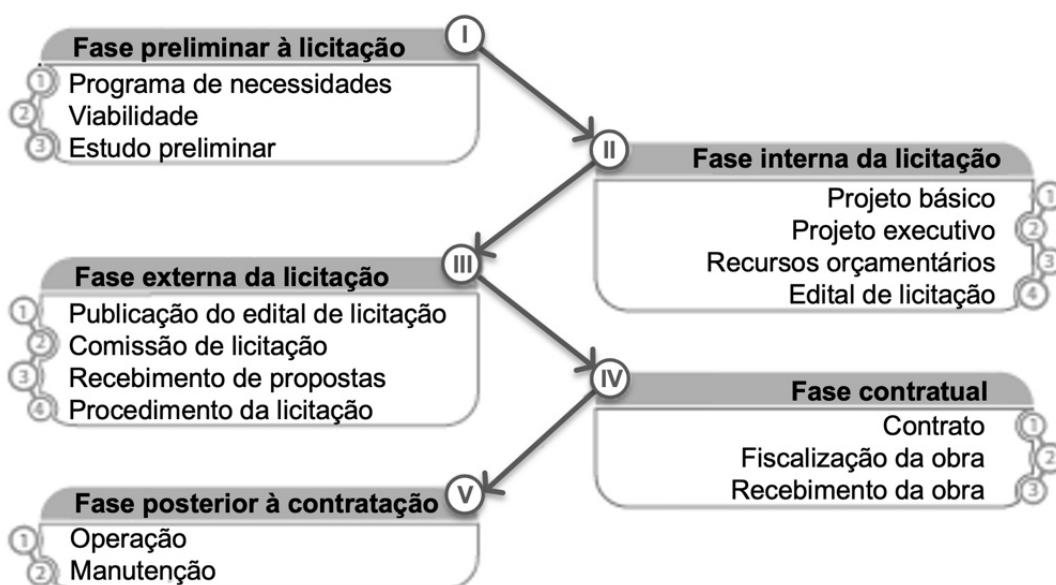 I
Fase preliminar à licitação
1 Programa de necessidades
2 Viabilidade
3 Estudo preliminar
II
Fase interna da licitação
Projeto básico 1
Projeto executivo 2
Recursos orçamentários 3
Edital de licitação 4
III
Fase externa da licitação
1 Publicação do edital de licitação
2 Comissão de licitação
3 Recebimento de propostas
4 Procedimento da licitação
IV
Fase contratual
Contrato 1
Fiscalização da obra 2
Recebimento da obra 3
V
Fase posterior à contratação
1 Operação
2 Manutenção